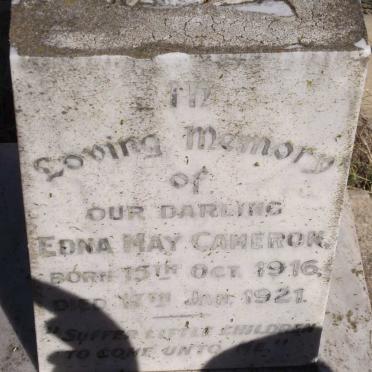 In
Loving Memory
of
OUR DARLING
EDNA MAY CAMERON.
BORN 15TH OCT. 1916.
DIED JAN. 1921.
"SUFFER LITTLE CHILDREN
TO COME UNTO ME."